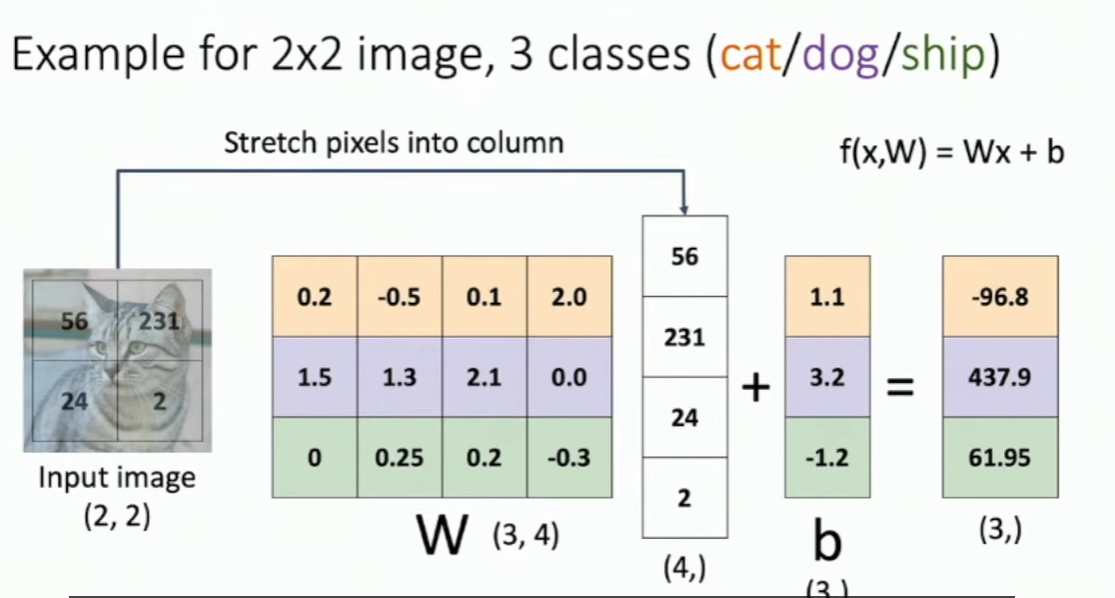 Example for 2x2 image, 3 classes (cat/dog/ship)
Stretch pixels into column
f(x,W) = Wx + b
56 231
24 2
Input image
(2, 2)
0.2 -0.5 0.1 2.0
1.5 1.3 2.1 0.0
0 0.25 0.2 -0.3
W (3, 4)
56
231
24
2
(4,)
+
1.1
3.2
-1.2
b
(3,)
=
-96.8
437.9
61.95
(3,)